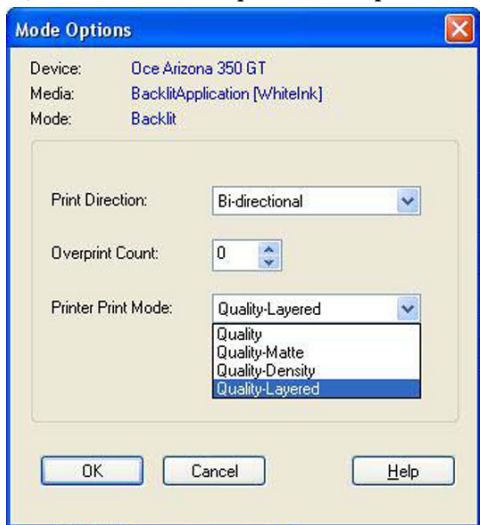 Mode Options
Device: Oce Arizona 350 GT
Media: BacklitApplication [WhiteInk]
Mode: Backlit
Print Direction: Bi-directional
Overprint Count: 0
Printer Print Mode: Quality-Layered
Quality
Quality-Matte
Quality-Density
Quality-Layered
OK Cancel Help